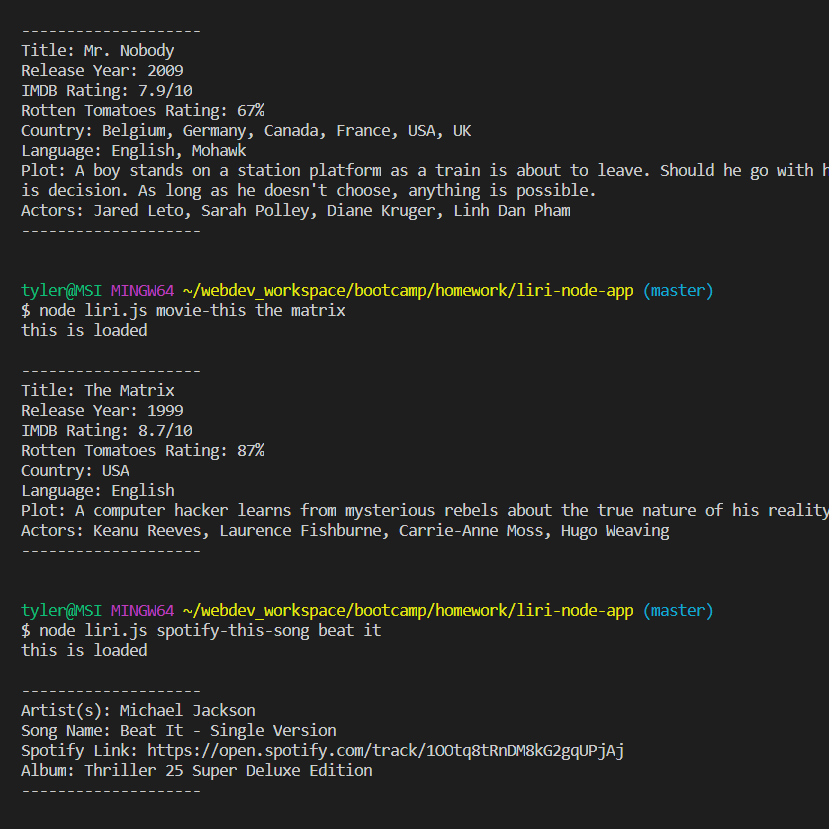 --------------------
Title: Mr. Nobody
Release Year: 2009
IMDB Rating: 7.9/10
Rotten Tomatoes Rating: 67%
Country: Belgium, Germany, Canada, France, USA, UK
Language: English, Mohawk
Plot: A boy stands on a station platform as a train is about to leave. Should he go with h
is decision. As long as he doesn't choose, anything is possible.
Actors: Jared Leto, Sarah Polley, Diane Kruger, Linh Dan Pham
--------------------
tyler@MSI MINGW64 ~/webdev_workspace/bootcamp/homework/liri-node-app (master)
$ node liri.js movie-this the matrix
this is loaded
--------------------
Title: The Matrix
Release Year: 1999
IMDB Rating: 8.7/10
Rotten Tomatoes Rating: 87%
Country: USA
Language: English
Plot: A computer hacker learns from mysterious rebels about the true nature of his reality
Actors: Keanu Reeves, Laurence Fishburne, Carrie-Anne Moss, Hugo Weaving
--------------------
tyler@MSI MINGW64 ~/webdev_workspace/bootcamp/homework/liri-node-app (master)
$ node liri.js spotify-this-song beat it
this is loaded
--------------------
Artist(s): Michael Jackson
Song Name: Beat It - Single Version
Spotify Link: https://open.spotify.com/track/1OOtq8tRnDM8kG2gqUPjAj
Album: Thriller 25 Super Deluxe Edition
--------------------